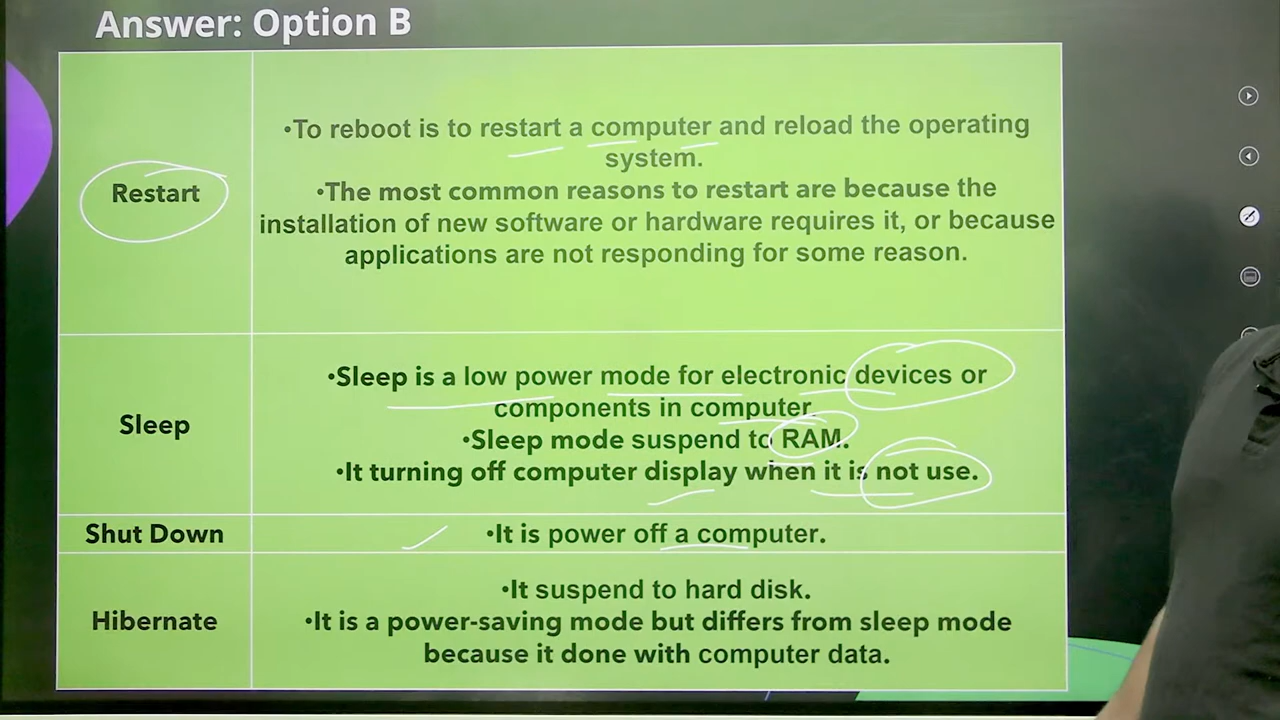 Answer: Option B
Restart
•To reboot is to restart a computer and reload the operating
system.
•The most common reasons to restart are because the
installation of new software or hardware requires it, or because
applications are not responding for some reason.
Sleep
•Sleep is a low power mode for electronic devices or
components in computer.
•Sleep mode suspend to RAM.
•It turning off computer display when it is not use.
Shut Down
•It is power off a computer.
Hibernate
•It suspend to hard disk.
•It is a power-saving mode but differs from sleep mode
because it done with computer data.